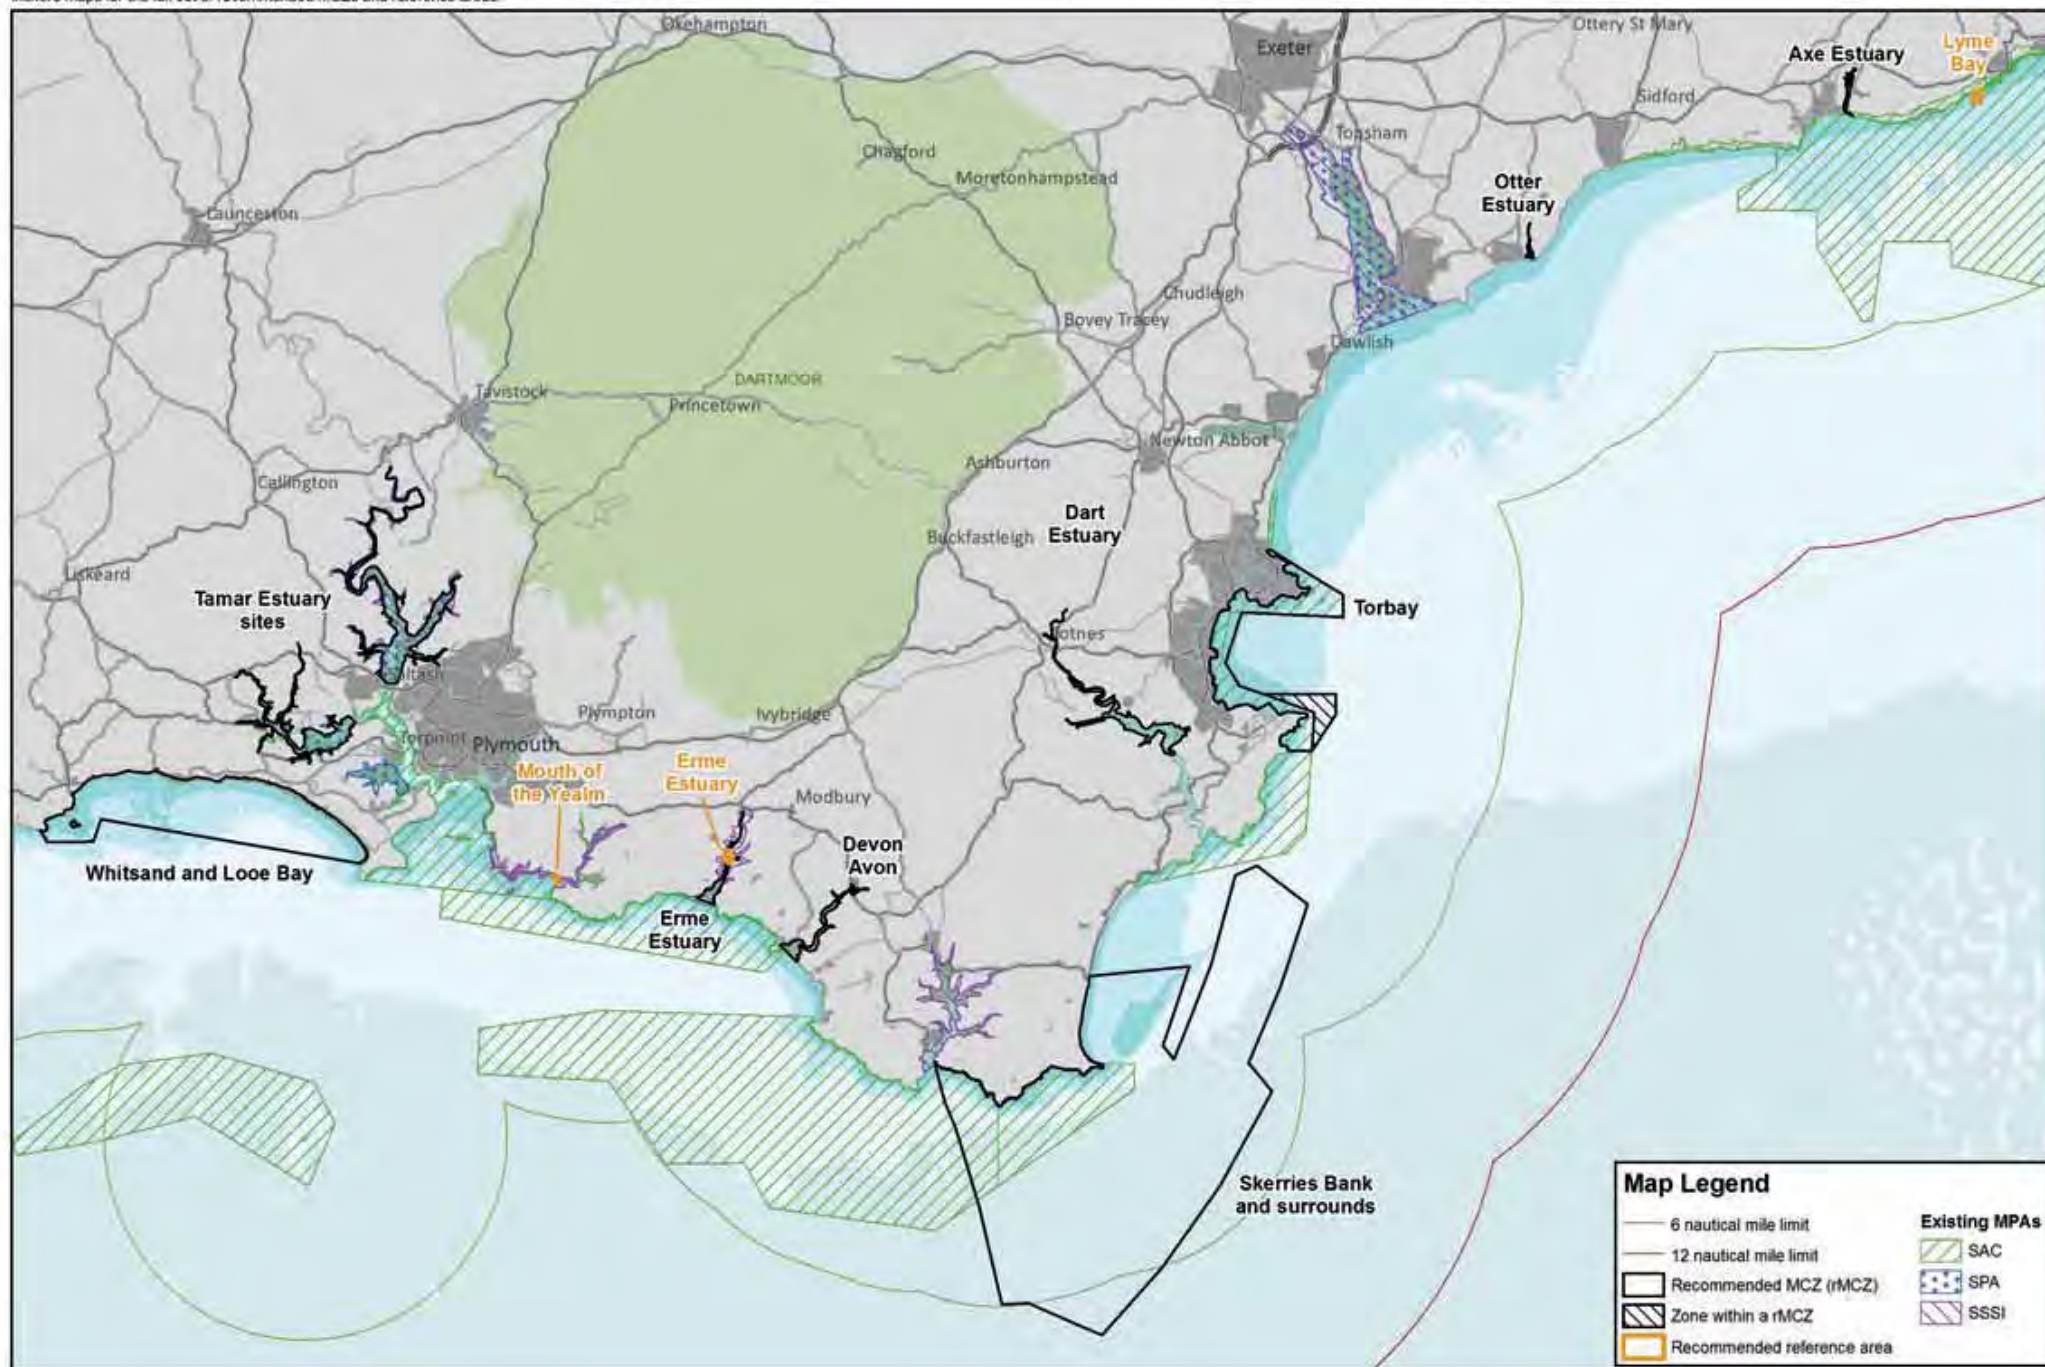 Okehampton
Ottery St Mary
Exeter
Axe Estuary
Lyme
Bay
Sidford
Topsham
Chagford
Moretonhampstead
Otter
Estuary
Launceston
Chudleigh
Bovey Tracey
Dawlish
DARTMOOR
Tavistock
Princetown
Newton Abbot
Ashburton
Callington
Dart
Estuary
Buckfastleigh
Liskeard
Tamar Estuary
sites
Torbay
Totnes
Saltash
Plympton
Ivybridge
Torpoint
Plymouth
Mouth of
the Yealm
Erme
Estuary
Modbury
Devon
Avon
Whitsand and Looe Bay
Erme
Estuary
Skerries Bank
and surrounds
Map Legend
6 nautical mile limit
12 nautical mile limit
Recommended MCZ (rMCZ)
Zone within a rMCZ
Recommended reference area
Existing MPAs
SAC
SPA
SSSI